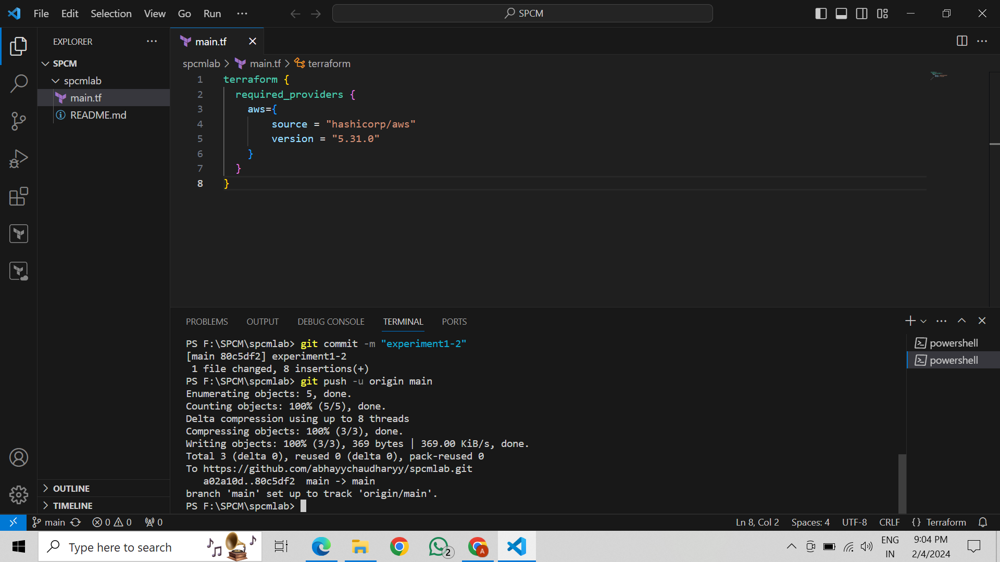 File Edit Selection View Go Run ···
SPCM
EXPLORER
SPCM
spcmlab
main.tf
README.md
OUTLINE
TIMELINE
main.tf
spcmlab > main.tf > terraform
1 terraform {
2 required_providers {
3 aws={
4 source = "hashicorp/aws"
5 version = "5.31.0"
6 }
7 }
8 }
PROBLEMS OUTPUT DEBUG CONSOLE TERMINAL PORTS
PS F:\SPCM\spcmlab> git commit -m "experiment1-2"
[main 80c5df2] experiment1-2
 1 file changed, 8 insertions(+)
PS F:\SPCM\spcmlab> git push -u origin main
Enumerating objects: 5, done.
Counting objects: 100% (5/5), done.
Delta compression using up to 8 threads
Compressing objects: 100% (3/3), done.
Writing objects: 100% (3/3), 369 bytes | 369.00 KiB/s, done.
Total 3 (delta 0), reused 0 (delta 0), pack-reused 0
To https://github.com/abhayychaudharyy/spcmlab.git
   a02a10d..80c5df2  main -> main
branch 'main' set up to track 'origin/main'.
PS F:\SPCM\spcmlab>
powershell
powershell
main 0 0 0
Ln 8, Col 2 Spaces: 4 UTF-8 CRLF {} Terraform
Type here to search
2
A
ENG
IN
9:04 PM
2/4/2024